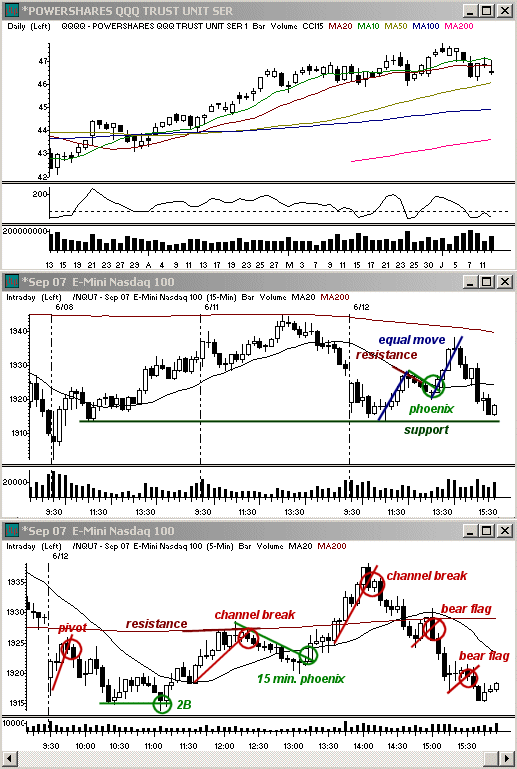 *POWERSHARES QQQ TRUST UNIT SER
Daily (Left) QQQQ - POWERSHARES QQQ TRUST UNIT SER 1 Bar Volume CCI15 MA20 MA10 MA50 MA100 MA200
47
46
45
44
43
42
200
200000000
13 15 19 21 23 27 29 A 4 9 11 13 17 19 23 25 27 M 3 7 9 11 15 17 21 23 25 30 J 5 7 11
*Sep 07 E-Mini Nasdaq 100
Intraday (Left) /NQU7 - Sep 07 E-Mini Nasdaq 100 (15-Min) Bar Volume MA20 MA200
6/08 6/11 6/12
1340
1330
1320
1310
equal move
resistance
phoenix
support
20000
9:30 11:30 13:30 9:30 11:30 13:30 9:30 11:30 13:30 15:30
*Sep 07 E-Mini Nasdaq 100
Intraday (Left) /NQU7 - Sep 07 E-Mini Nasdaq 100 (5-Min) Bar Volume MA20 MA200
6/12
1335
1330
1325
1320
1315
channel break
channel break
bear flag
resistance
pivot
bear flag
15 min. phoenix
2B
10000
9:30 10:00 10:30 11:00 11:30 12:00 12:30 13:00 13:30 14:00 14:30 15:00 15:30